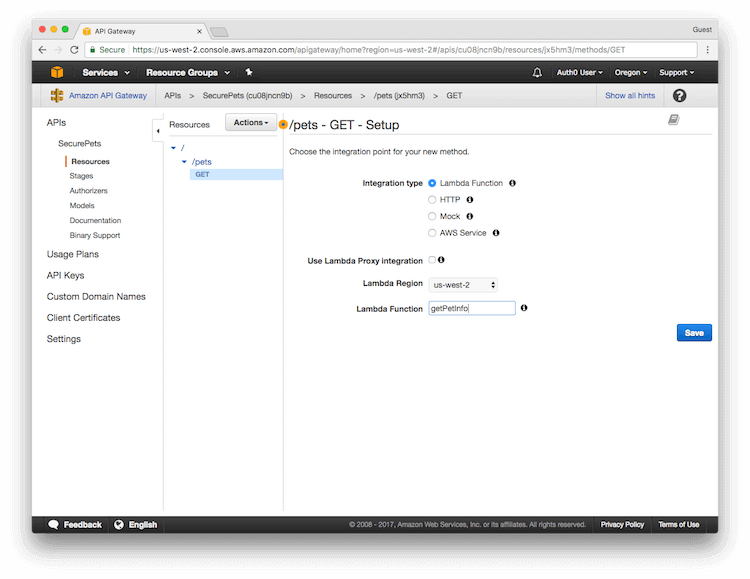 API Gateway
Guest
Secure https://us-west-2.console.aws.amazon.com/apigateway/home?region=us-west-2#/apis/cu08jncn9b/resources/jx5hm3/methods/GET
Services Resource Groups Auth0 User Oregon Support
Amazon API Gateway APIs > SecurePets (cu08jncn9b) > Resources > /pets (jx5hm3) > GET Show all hints ?
APIs
SecurePets
Resources
Stages
Authorizers
Models
Documentation
Binary Support
Usage Plans
API Keys
Custom Domain Names
Client Certificates
Settings
Resources Actions
/
/pets
GET
/pets - GET - Setup
Choose the integration point for your new method.
Integration type Lambda Function
HTTP
Mock
AWS Service
Use Lambda Proxy integration
Lambda Region us-west-2
Lambda Function getPetInfo
Save
Feedback English © 2008 - 2017, Amazon Web Services, Inc. or its affiliates. All rights reserved. Privacy Policy Terms of Use